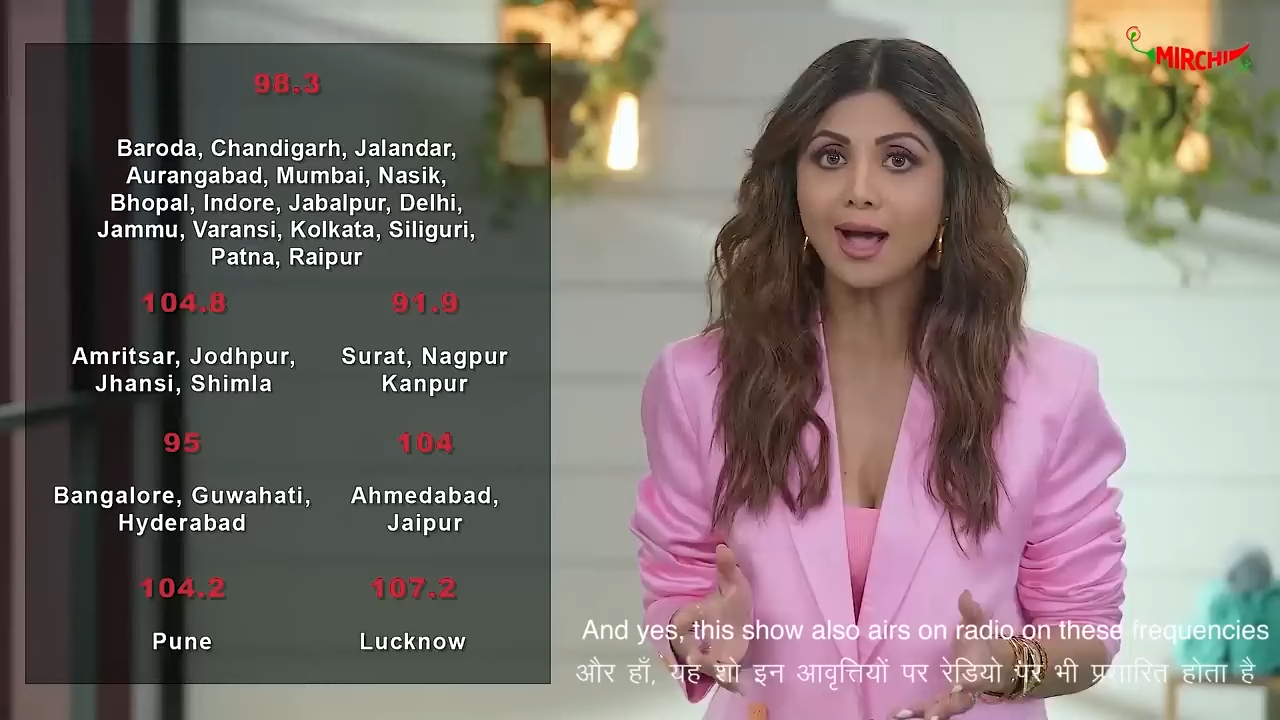 MIRCHI
98.3
Baroda, Chandigarh, Jalandar,
Aurangabad, Mumbai, Nasik,
Bhopal, Indore, Jabalpur, Delhi,
Jammu, Varansi, Kolkata, Siliguri,
Patna, Raipur
104.8
Amritsar, Jodhpur,
Jhansi, Shimla
91.9
Surat, Nagpur
Kanpur
95
Bangalore, Guwahati,
Hyderabad
104
Ahmedabad,
Jaipur
104.2
Pune
107.2
Lucknow
And yes, this show also airs on radio on these frequencies
और हाँ, यह शो इन आवृत्तियों पर रेडियो पर भी प्रसारित होता है